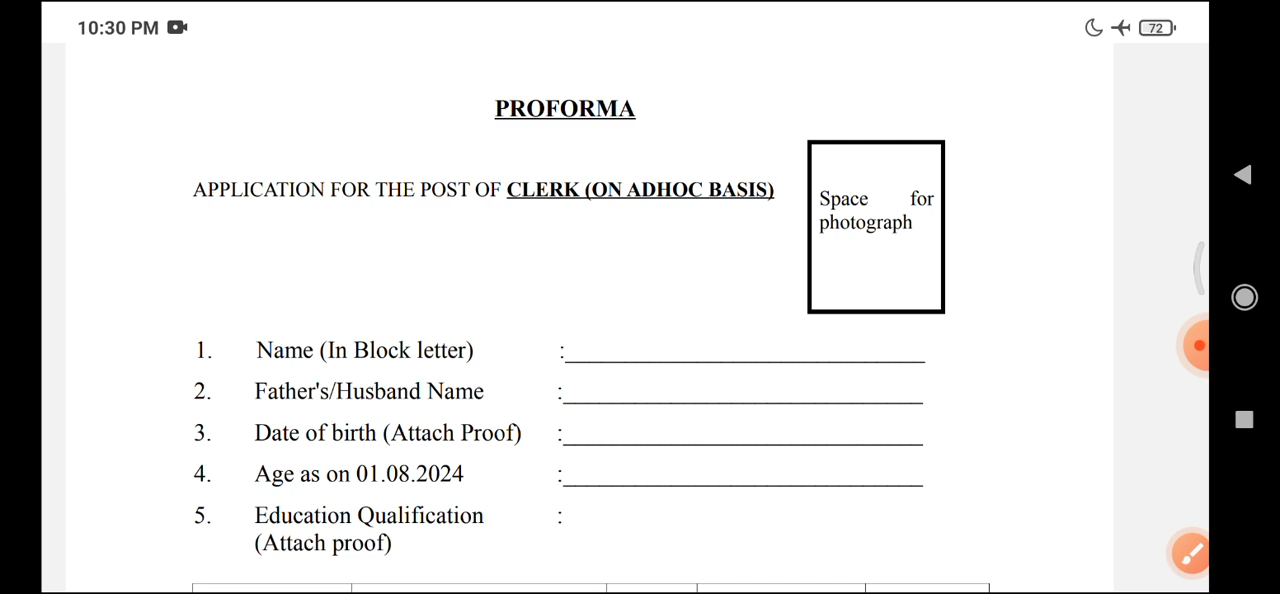 10:30 PM
72
PROFORMA
APPLICATION FOR THE POST OF CLERK (ON ADHOC BASIS)
Space for
photograph
1. Name (In Block letter) :
2. Father's/Husband Name :
3. Date of birth (Attach Proof) :
4. Age as on 01.08.2024 :
5. Education Qualification :
(Attach proof)